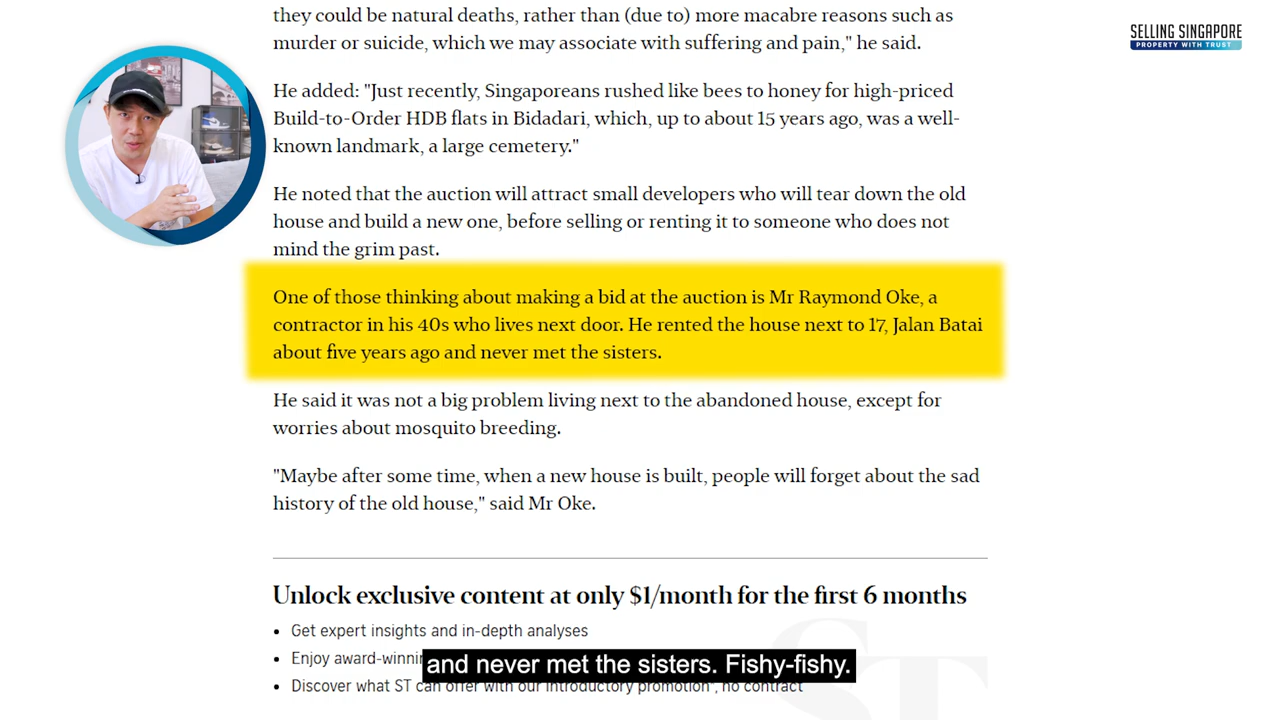 they could be natural deaths, rather than (due to) more macabre reasons such as
murder or suicide, which we may associate with suffering and pain," he said.
SELLING SINGAPORE
PROPERTY WITH TRUST
He added: "Just recently, Singaporeans rushed like bees to honey for high-priced
Build-to-Order HDB flats in Bidadari, which, up to about 15 years ago, was a well-
known landmark, a large cemetery."
He noted that the auction will attract small developers who will tear down the old
house and build a new one, before selling or renting it to someone who does not
mind the grim past.
One of those thinking about making a bid at the auction is Mr Raymond Oke, a
contractor in his 40s who lives next door. He rented the house next to 17, Jalan Batai
about five years ago and never met the sisters.
He said it was not a big problem living next to the abandoned house, except for
worries about mosquito breeding.
"Maybe after some time, when a new house is built, people will forget about the sad
history of the old house," said Mr Oke.
Unlock exclusive content at only $1/month for the first 6 months
• Get expert insights and in-depth analyses
• Enjoy
and never met the sisters. Fishy-fishy.
• Discover what ST can offer with our introductory promotion*, no contract